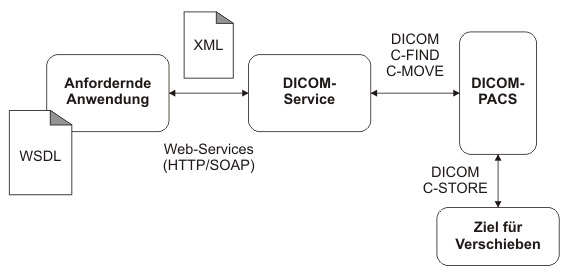 XML
DICOM
C-FIND
C-MOVE
Anfordernde
Anwendung
DICOM-
Service
DICOM-
PACS
WSDL
Web-Services
(HTTP/SOAP)
DICOM
C-STORE
Ziel für
Verschieben